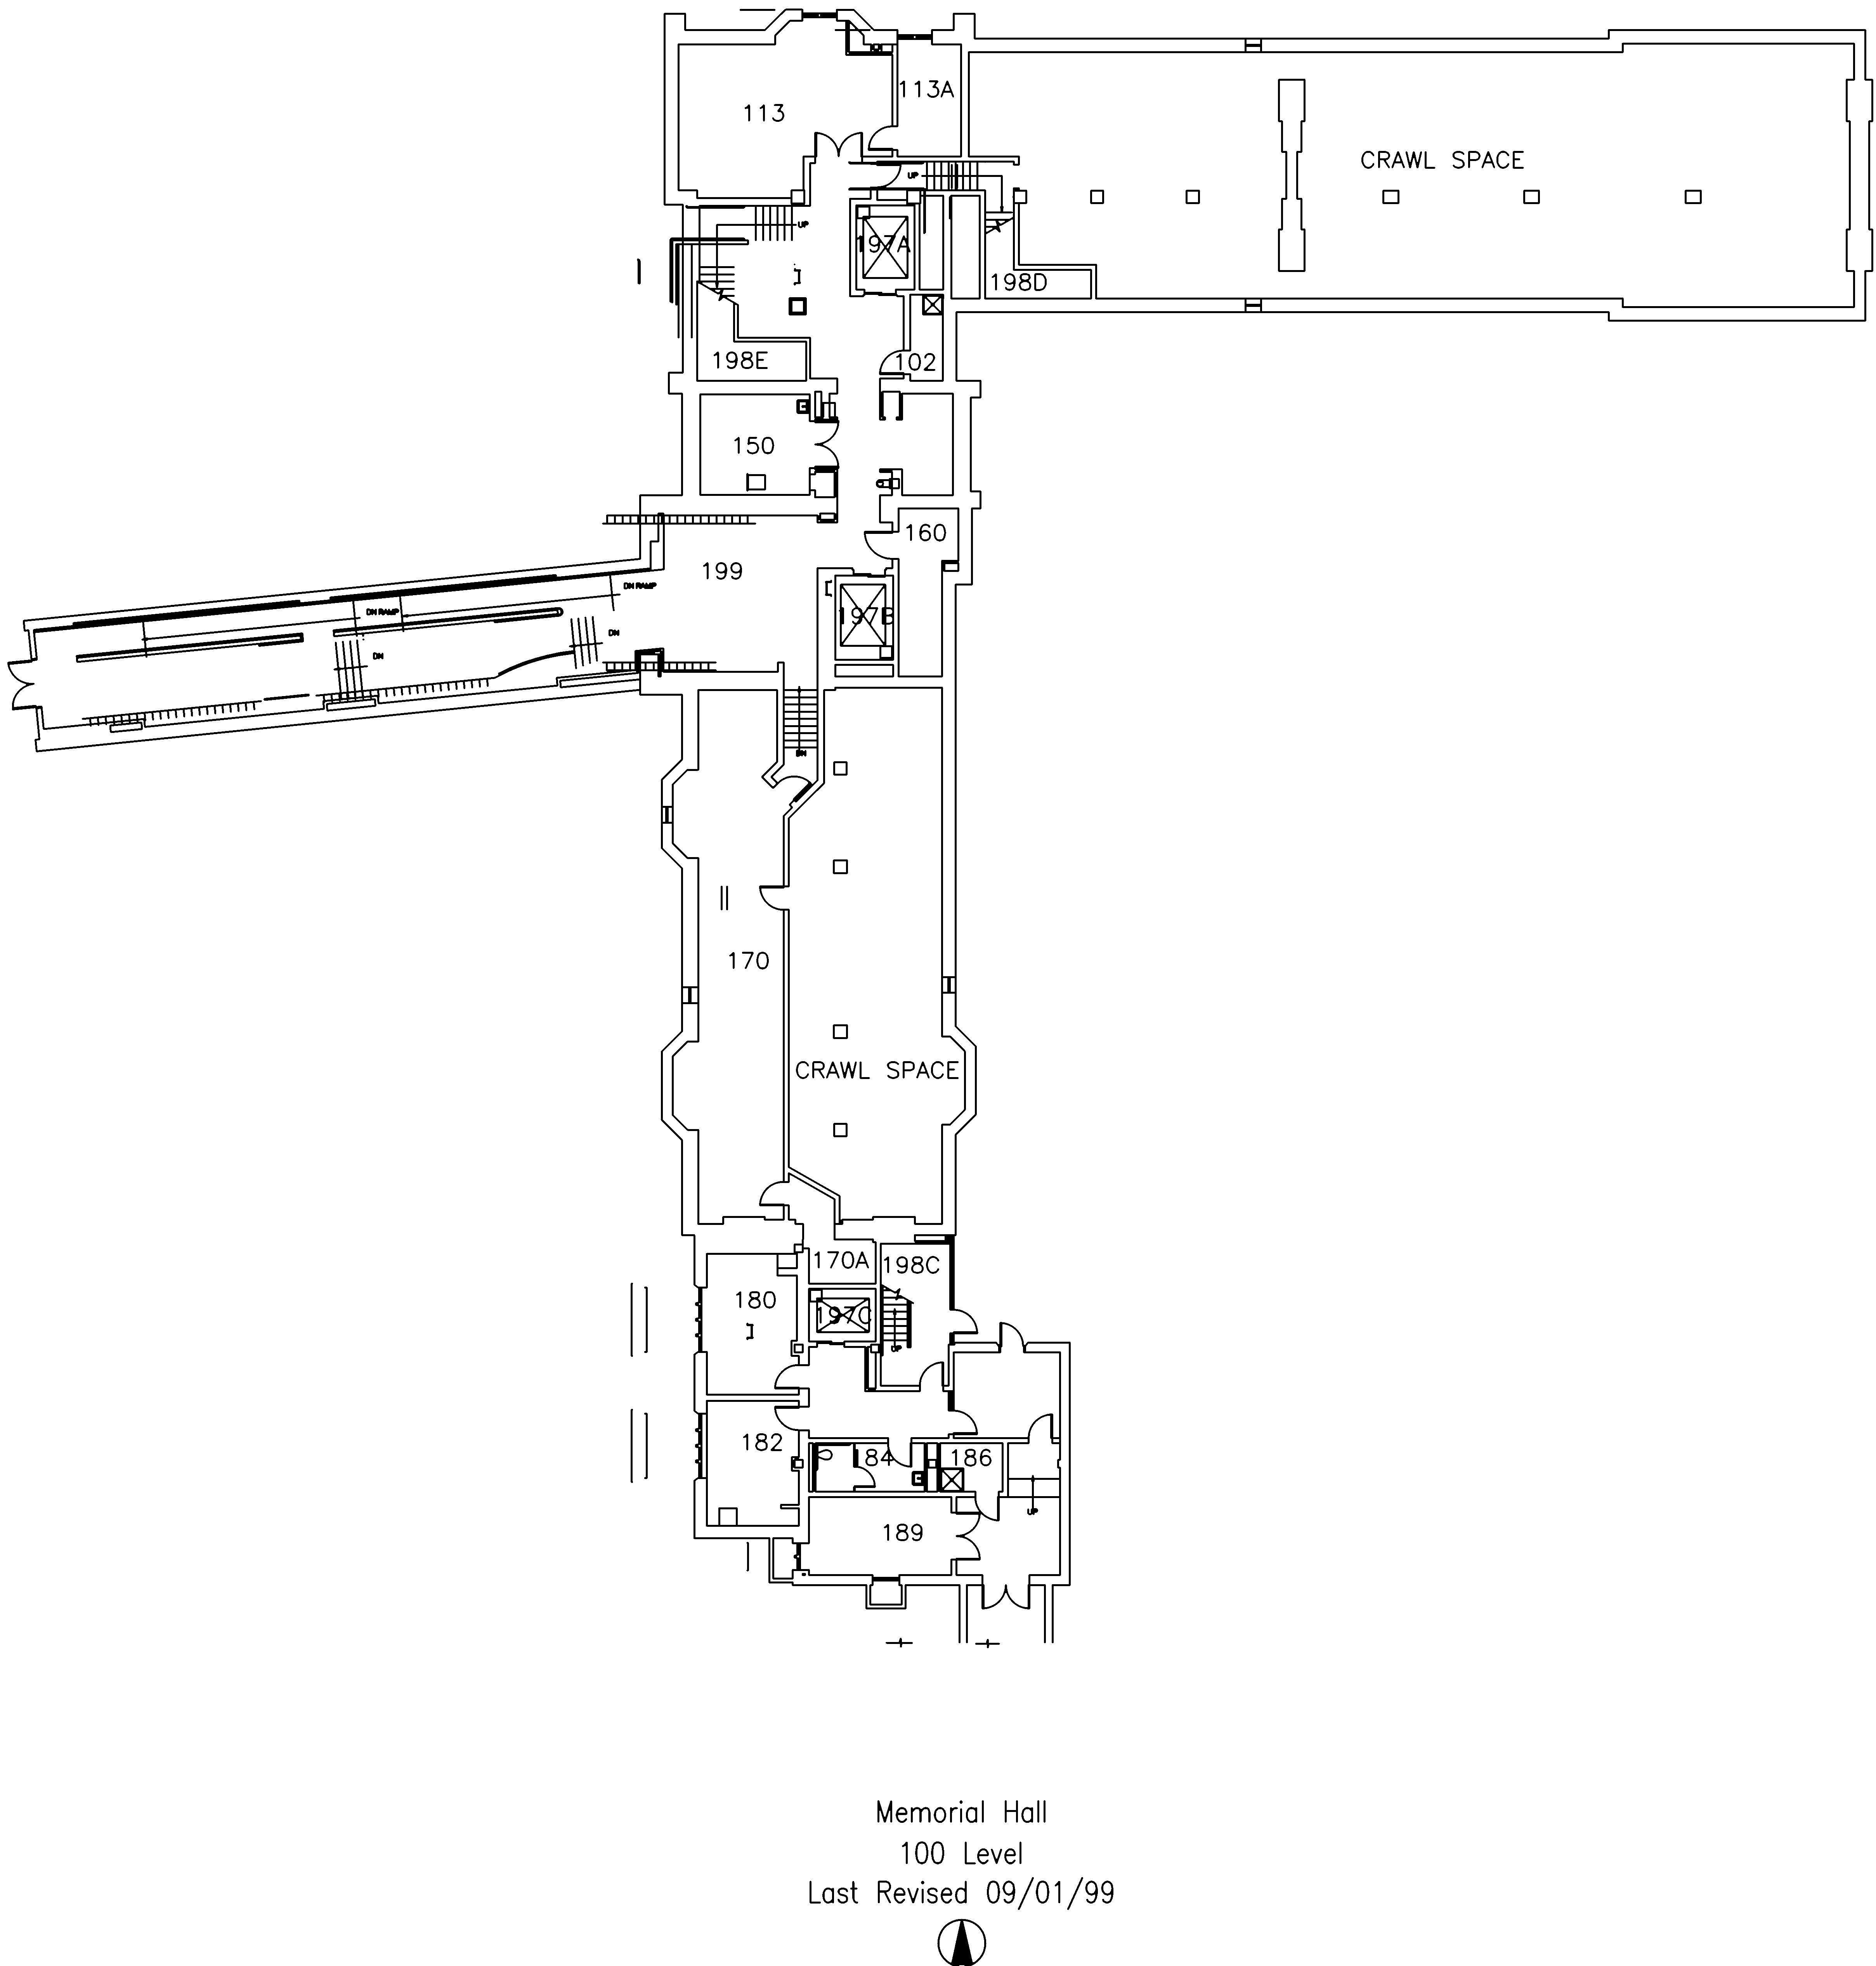 113A
113
CRAWL SPACE
UP
UP
197A
198D
198E
102
150
160
199
DN RAMP
DN RAMP
197B
DN
DN
DN
170
CRAWL SPACE
170A
198C
180
197C
UP
182
84
186
UP
189
Memorial Hall
100 Level
Last Revised 09/01/99